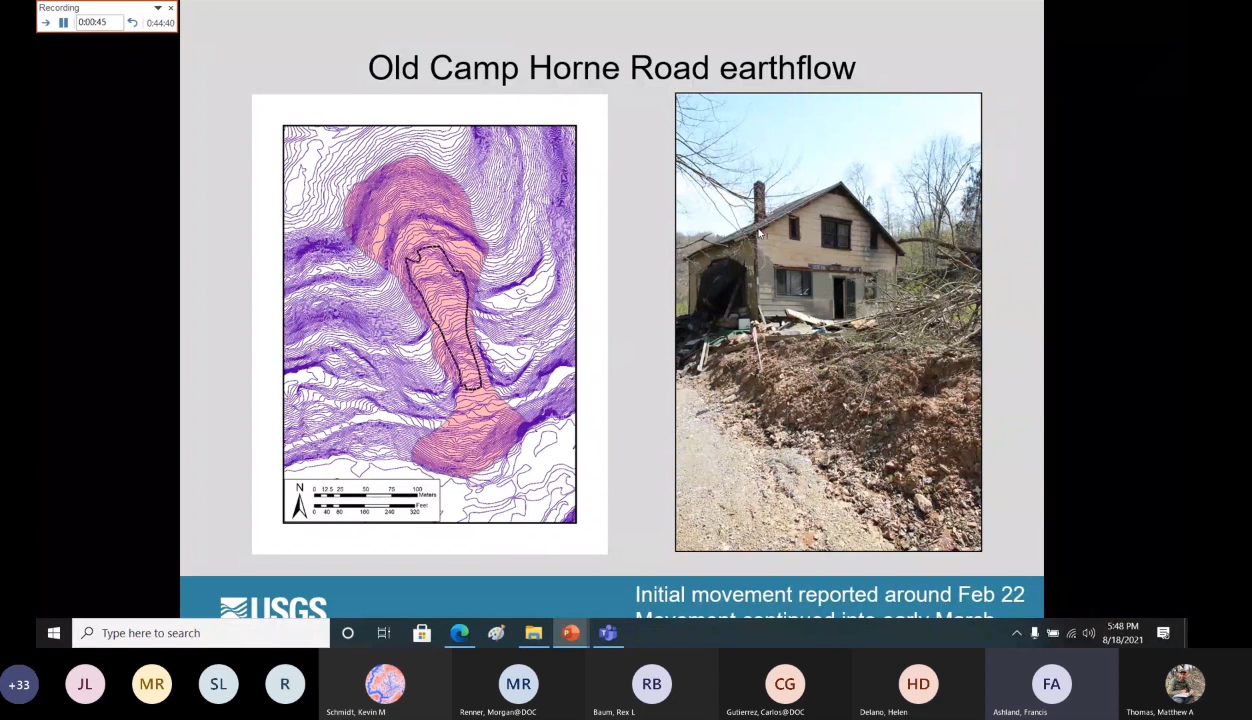 Recording
0:00:45
0:44:40
Old Camp Horne Road earthflow
N
0 12.5 25 50 75 100
Meters
Feet
0 40 80 160 240 320
USGS
Initial movement reported around Feb 22
Movement continued into early March
Type here to search
5:48 PM
8/18/2021
+33
JL
MR
SL
R
Schmidt, Kevin M
MR
Renner, Morgan@DOC
RB
Baum, Rex L
CG
Gutierrez, Carlos@DOC
HD
Delano, Helen
FA
Ashland, Francis
Thomas, Matthew A